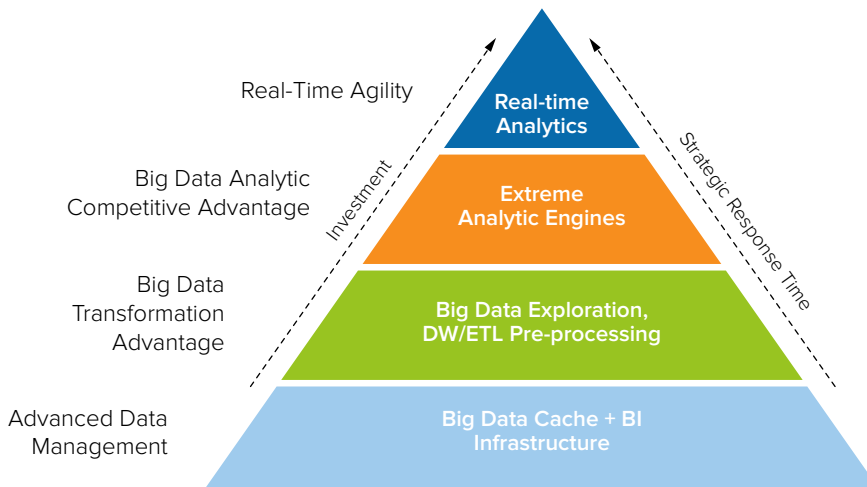 Real-Time Agility
Real-time
Analytics
Big Data Analytic
Competitive Advantage
Extreme
Analytic Engines
Investment
Strategic Response Time
Big Data
Transformation
Advantage
Big Data Exploration,
DW/ETL Pre-processing
Advanced Data
Management
Big Data Cache + BI
Infrastructure